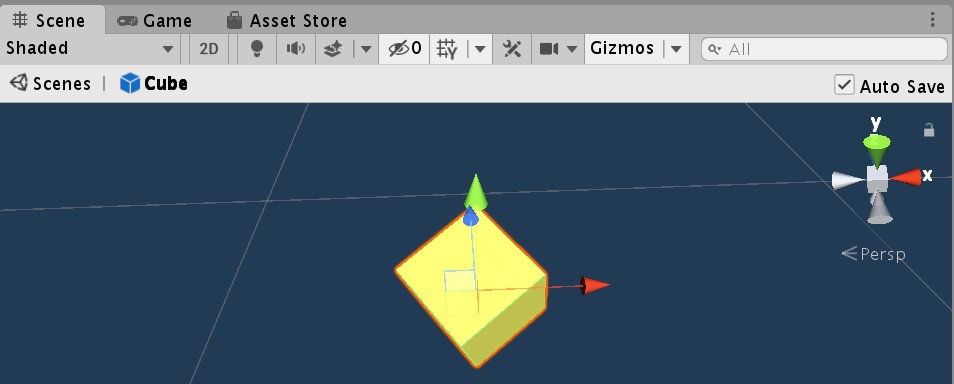 Scene Game Asset Store
Shaded 2D 0 Gizmos All
Scenes | Cube Auto Save
y
x
Persp